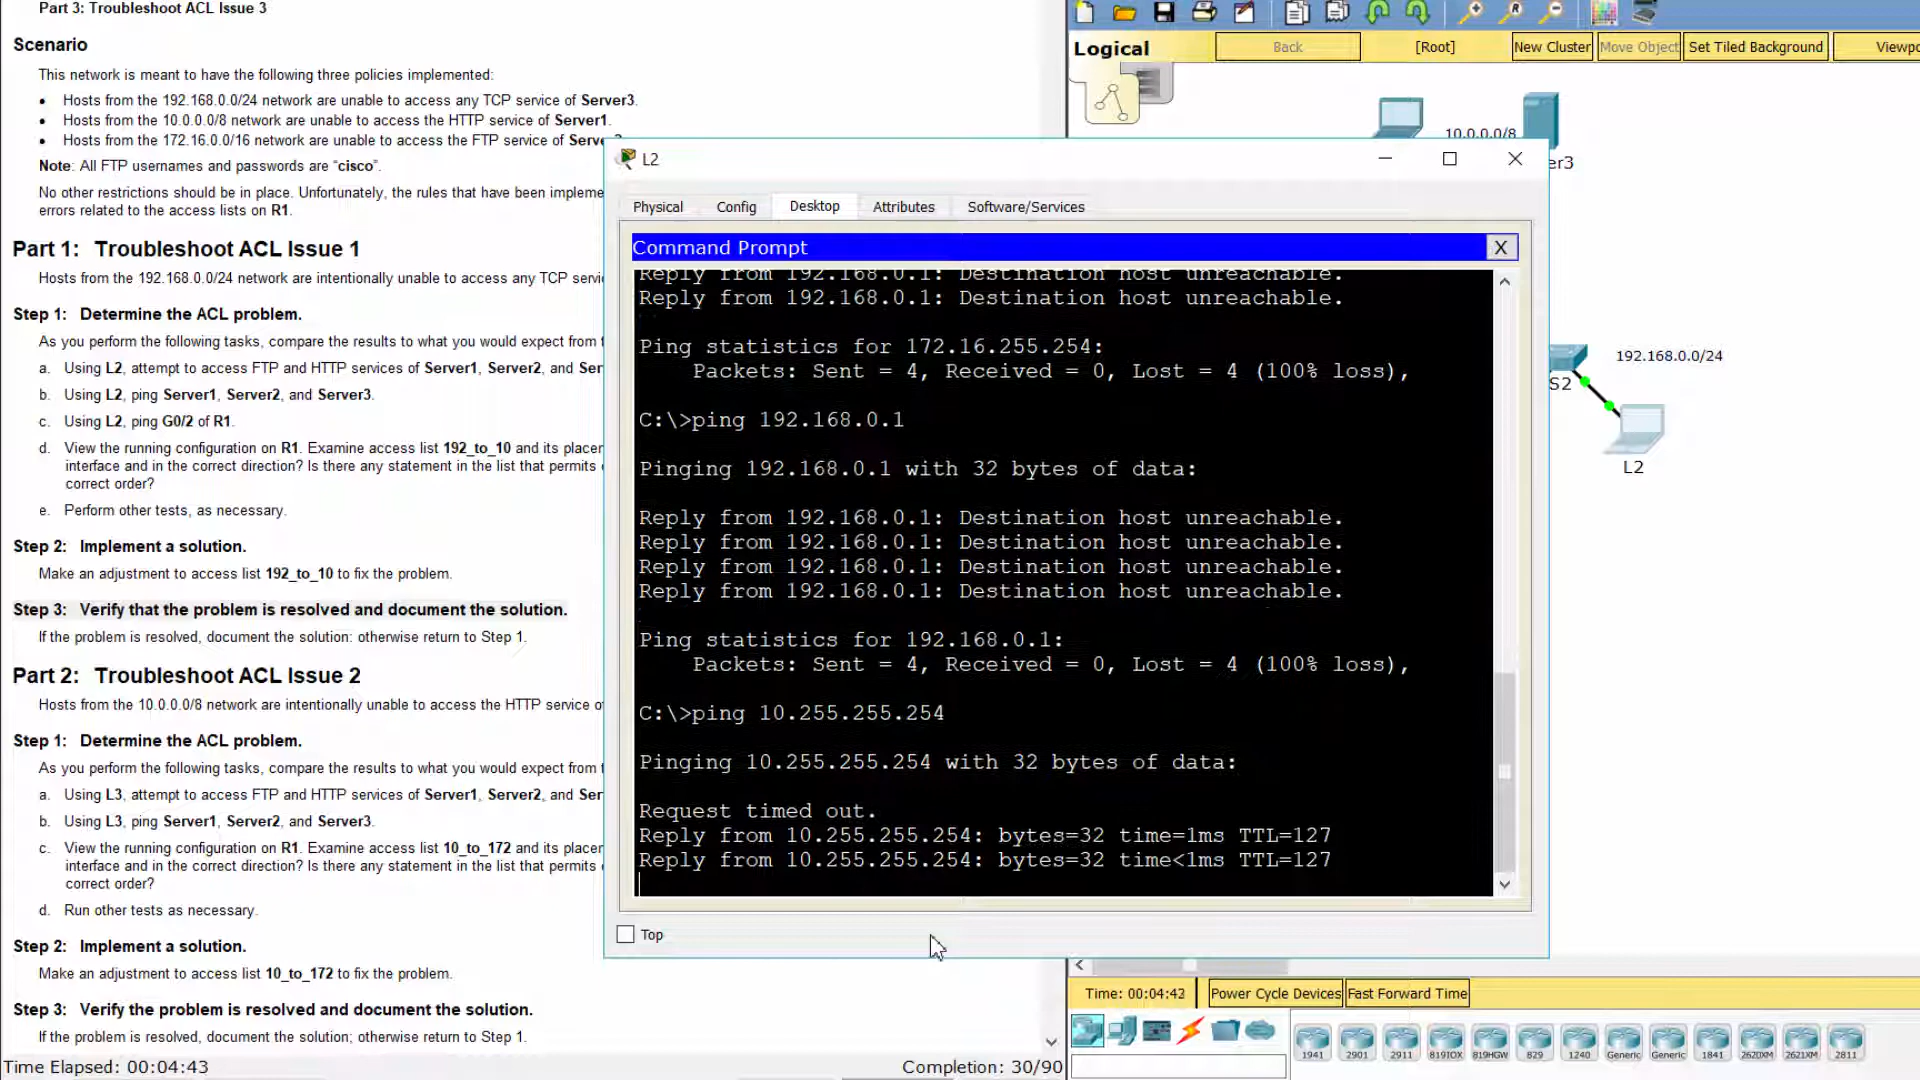 Part 3: Troubleshoot ACL Issue 3
Scenario
This network is meant to have the following three policies implemented:
• Hosts from the 192.168.0.0/24 network are unable to access any TCP service of Server3.
• Hosts from the 10.0.0.0/8 network are unable to access the HTTP service of Server1.
• Hosts from the 172.16.0.0/16 network are unable to access the FTP service of
Note: All FTP usernames and passwords are “cisco”.
No other restrictions should be in place. Unfortunately, the rules that have been impleme
errors related to the access lists on R1.
Part 1: Troubleshoot ACL Issue 1
Hosts from the 192.168.0.0/24 network are intentionally unable to access any TCP servi
Step 1: Determine the ACL problem.
As you perform the following tasks, compare the results to what you would expect from
a. Using L2, attempt to access FTP and HTTP services of Server1, Server2, and Ser
b. Using L2, ping Server1, Server2, and Server3.
c. Using L2, ping G0/2 of R1.
d. View the running configuration on R1. Examine access list 192_to_10 and its placer
interface and in the correct direction? Is there any statement in the list that permits
correct order?
e. Perform other tests, as necessary.
Step 2: Implement a solution.
Make an adjustment to access list 192_to_10 to fix the problem.
Step 3: Verify that the problem is resolved and document the solution.
If the problem is resolved, document the solution: otherwise return to Step 1.
Part 2: Troubleshoot ACL Issue 2
Hosts from the 10.0.0.0/8 network are intentionally unable to access the HTTP service o
Step 1: Determine the ACL problem.
As you perform the following tasks, compare the results to what you would expect from
a. Using L3, attempt to access FTP and HTTP services of Server1, Server2, and Ser
b. Using L3, ping Server1, Server2, and Server3.
c. View the running configuration on R1. Examine access list 10_to_172 and its placer
interface and in the correct direction? Is there any statement in the list that permits
correct order?
d. Run other tests as necessary.
Step 2: Implement a solution.
Make an adjustment to access list 10_to_172 to fix the problem.
Step 3: Verify the problem is resolved and document the solution.
If the problem is resolved, document the solution; otherwise return to Step 1.
Time Elapsed: 00:04:43
Completion: 30/90
Logical
Back
[Root]
New Cluster
Move Object
Set Tiled Background
Viewpo
10.0.0.0/8
er3
192.168.0.0/24
S2
L2
L2
Physical
Config
Desktop
Attributes
Software/Services
Command Prompt
X
Reply from 192.168.0.1: Destination host unreachable.
Reply from 192.168.0.1: Destination host unreachable.
Ping statistics for 172.16.255.254:
Packets: Sent = 4, Received = 0, Lost = 4 (100% loss),
C:\>ping 192.168.0.1
Pinging 192.168.0.1 with 32 bytes of data:
Reply from 192.168.0.1: Destination host unreachable.
Reply from 192.168.0.1: Destination host unreachable.
Reply from 192.168.0.1: Destination host unreachable.
Reply from 192.168.0.1: Destination host unreachable.
Ping statistics for 192.168.0.1:
Packets: Sent = 4, Received = 0, Lost = 4 (100% loss),
C:\>ping 10.255.255.254
Pinging 10.255.255.254 with 32 bytes of data:
Request timed out.
Reply from 10.255.255.254: bytes=32 time=1ms TTL=127
Reply from 10.255.255.254: bytes=32 time<1ms TTL=127
Top
Time: 00:04:42
Power Cycle Devices
Fast Forward Time
1941
2901
2911
819IOX
819HGW
829
1240
Generic
Generic
1841
2620XM
2621XM
2811